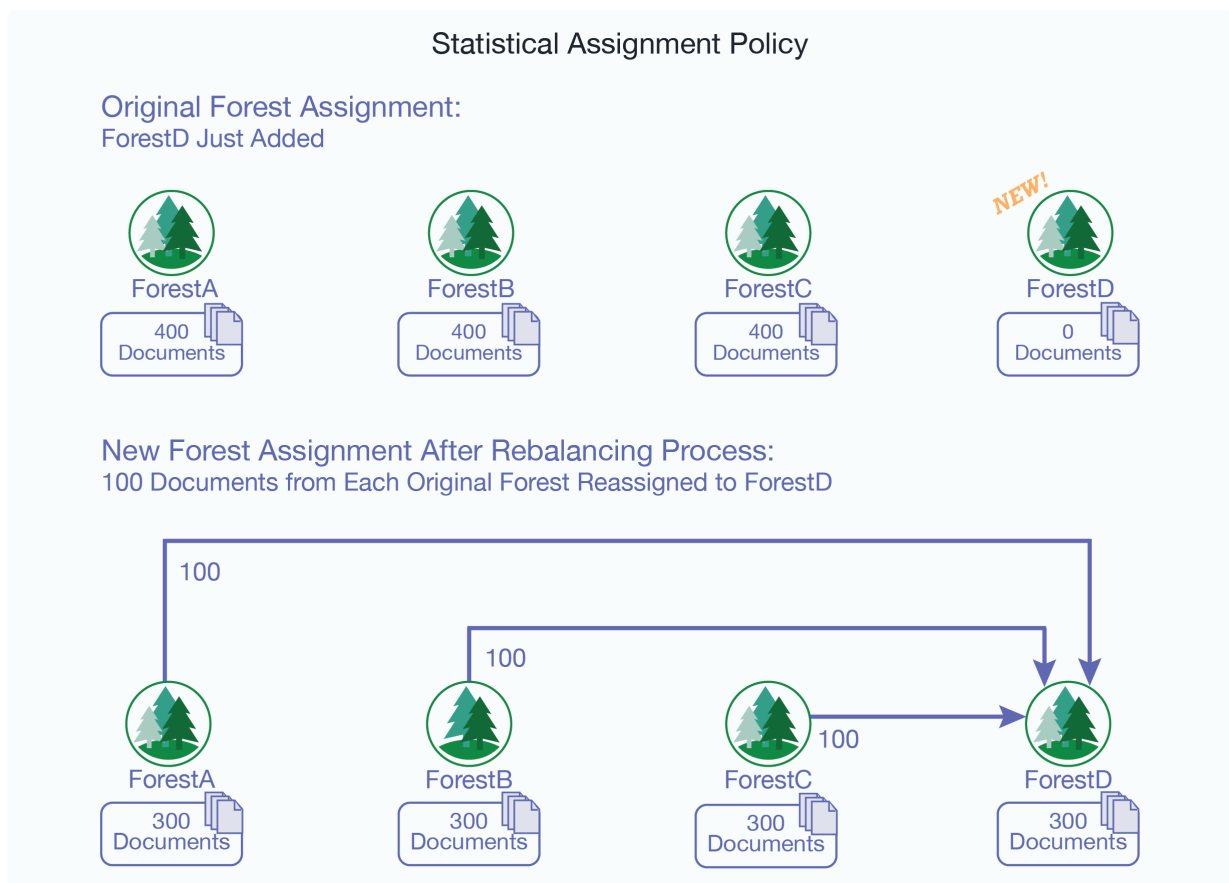 Statistical Assignment Policy
Original Forest Assignment:
ForestD Just Added
NEW!
ForestA
ForestB
ForestC
ForestD
400
Documents
400
Documents
400
Documents
0
Documents
New Forest Assignment After Rebalancing Process:
100 Documents from Each Original Forest Reassigned to ForestD
100
100
100
ForestA
ForestB
ForestC
ForestD
300
Documents
300
Documents
300
Documents
300
Documents